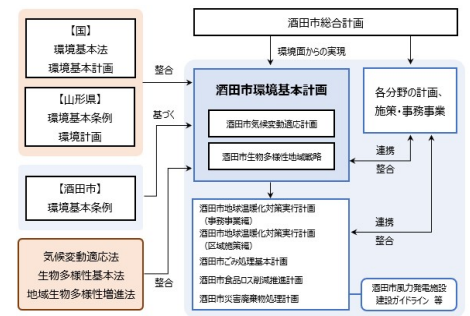 【国】
環境基本法
環境基本計画
【山形県】
環境基本条例
環境計画
【酒田市】
環境基本条例
気候変動適応法
生物多様性基本法
地域生物多様性増進法
整合
基づく
整合
酒田市総合計画
環境面からの実現
酒田市環境基本計画
酒田市気候変動適応計画
酒田市生物多様性地域戦略
各分野の計画、
施策・事務事業
連携
整合
酒田市地球温暖化対策実行計画
(事務事業編)
酒田市地球温暖化対策実行計画
(区域施策編)
酒田市ごみ処理基本計画
酒田市食品ロス削減推進計画
酒田市災害廃棄物処理計画
連携
整合
酒田市風力発電施設
建設ガイドライン 等